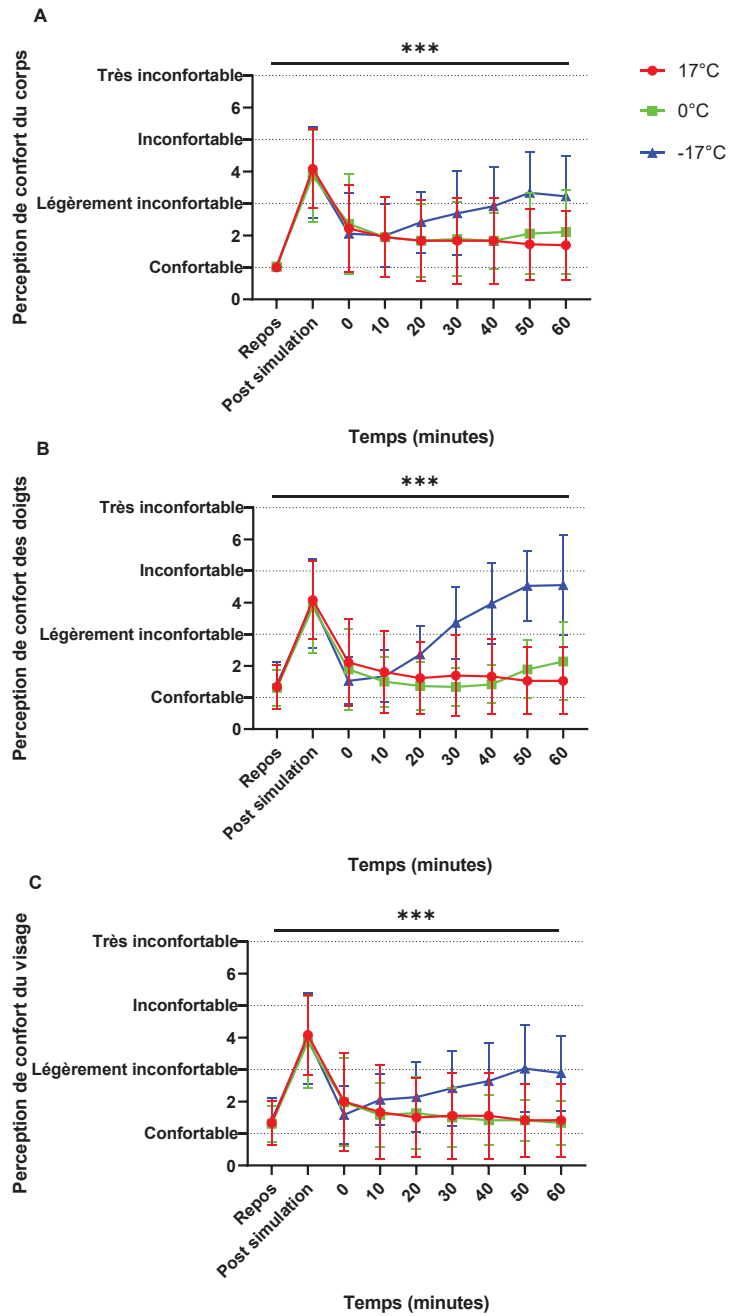 A
***
Perception de confort du corps
Très inconfortable
6
Inconfortable
4
Légèrement inconfortable
2
Confortable
0
Repos
Post simulation
0
10
20
30
40
50
60
Temps (minutes)
17°C
0°C
-17°C
B
***
Perception de confort des doigts
Très inconfortable
6
Inconfortable
4
Légèrement inconfortable
2
Confortable
0
Repos
Post simulation
0
10
20
30
40
50
60
Temps (minutes)
C
***
Perception de confort du visage
Très inconfortable
6
Inconfortable
4
Légèrement inconfortable
2
Confortable
0
Repos
Post simulation
0
10
20
30
40
50
60
Temps (minutes)